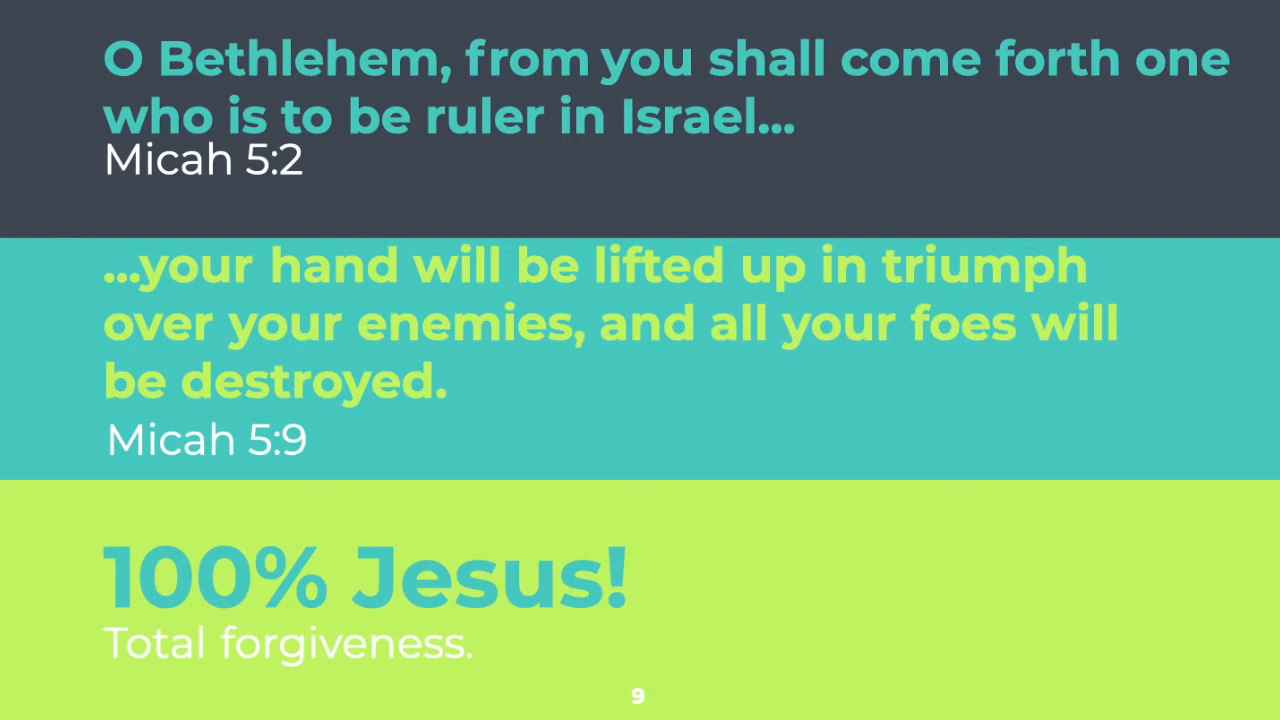 O Bethlehem, from you shall come forth one
who is to be ruler in Israel...
Micah 5:2
...your hand will be lifted up in triumph
over your enemies, and all your foes will
be destroyed.
Micah 5:9
100% Jesus!
Total forgiveness.
9